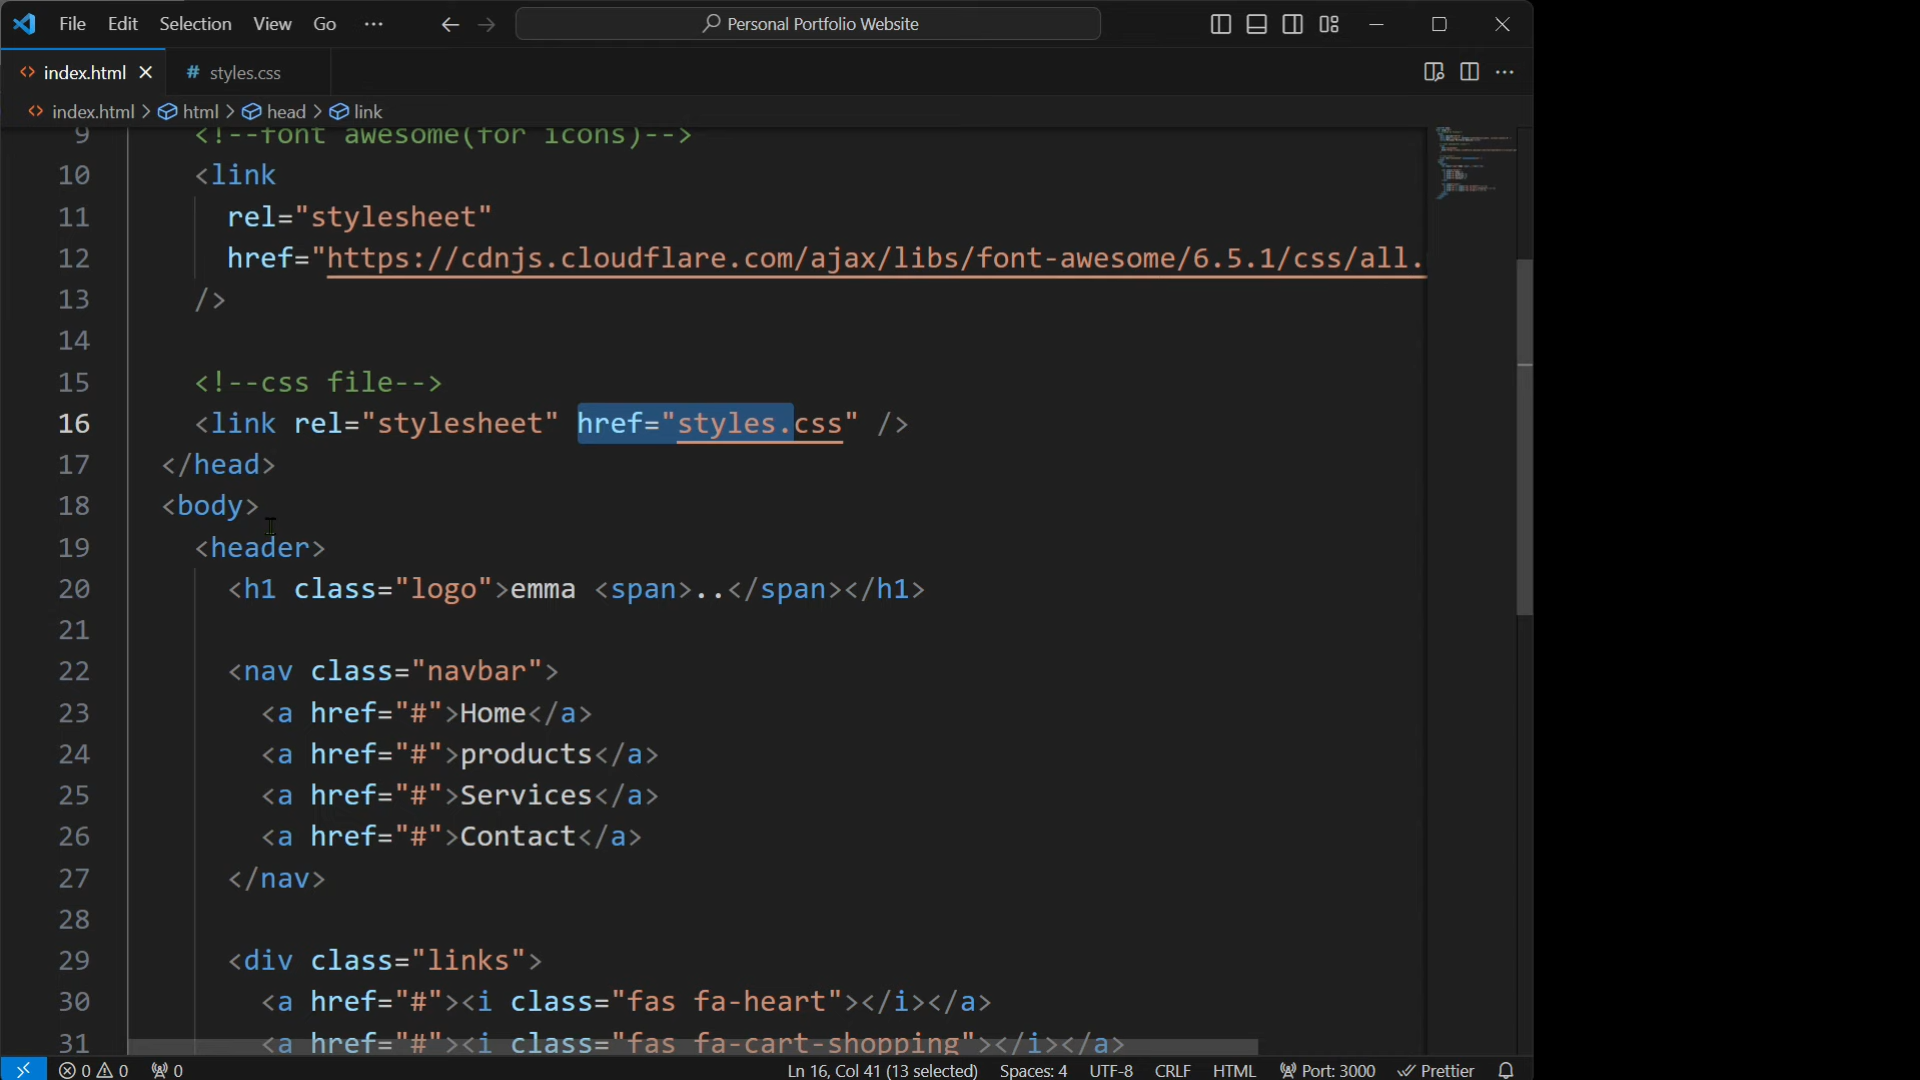 File Edit Selection View Go ··· Personal Portfolio Website
index.html # styles.css
index.html > html > head > link
9 <!--font awesome(for icons)-->
10 <link
11 rel="stylesheet"
12 href="https://cdnjs.cloudflare.com/ajax/libs/font-awesome/6.5.1/css/all.
13 />
14
15 <!--css file-->
16 <link rel="stylesheet" href="styles.css" />
17 </head>
18 <body>
19 <header>
20 <h1 class="logo">emma <span>..</span></h1>
21
22 <nav class="navbar">
23 <a href="#">Home</a>
24 <a href="#">products</a>
25 <a href="#">Services</a>
26 <a href="#">Contact</a>
27 </nav>
28
29 <div class="links">
30 <a href="#"><i class="fas fa-heart"></i></a>
31 <a href="#"><i class="fas fa-cart-shopping"></i></a>
0 0 0 Ln 16, Col 41 (13 selected) Spaces: 4 UTF-8 CRLF HTML Port: 3000 Prettier